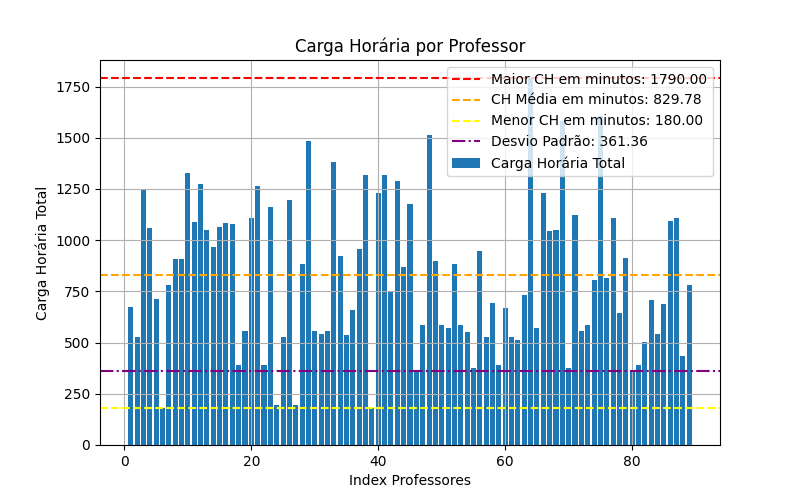 Carga Horária por Professor
Maior CH em minutos: 1790.00
CH Média em minutos: 829.78
Menor CH em minutos: 180.00
Desvio Padrão: 361.36
Carga Horária Total
Carga Horária Total
1750
1500
1250
1000
750
500
250
0
0 20 40 60 80
Index Professores